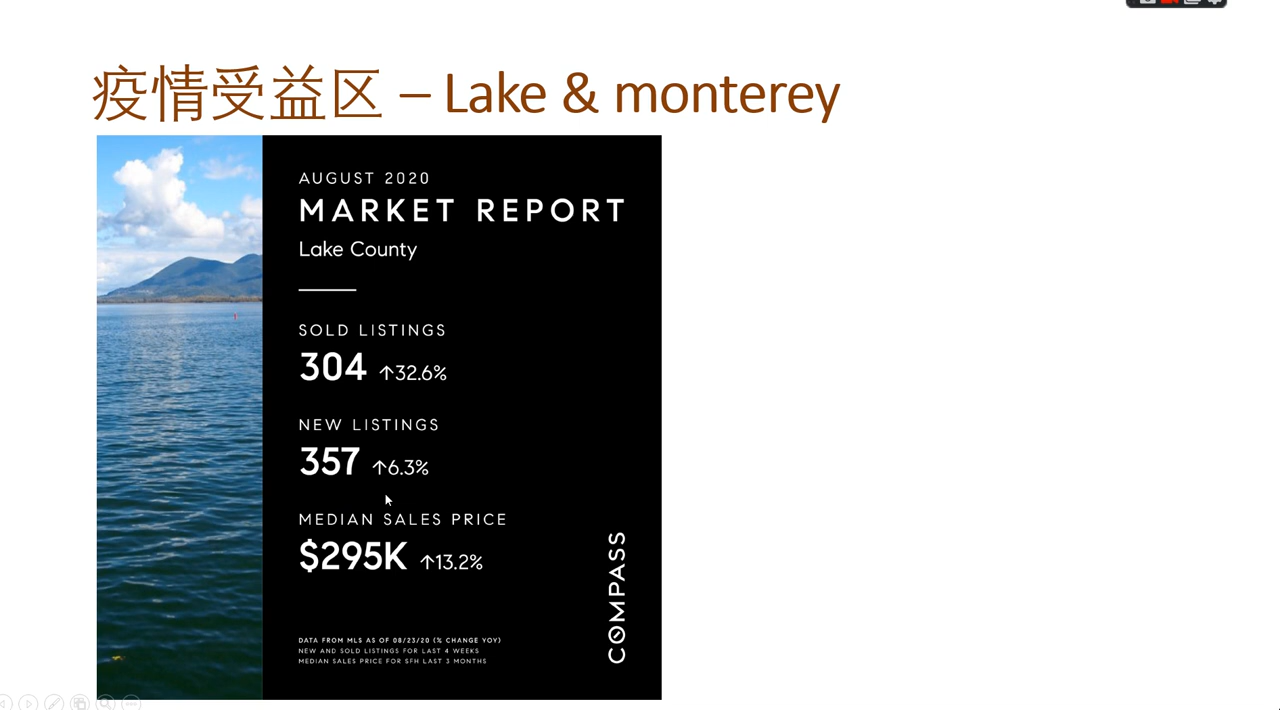 疫情受益区 – Lake & monterey
AUGUST 2020
MARKET REPORT
Lake County
SOLD LISTINGS
304 ↑32.6%
NEW LISTINGS
357 ↑6.3%
MEDIAN SALES PRICE
$295K ↑13.2%
COMPASS
DATA FROM MLS AS OF 08/23/20 (% CHANGE YOY)
NEW AND SOLD LISTINGS FOR LAST 4 WEEKS
MEDIAN SALES PRICE FOR SFH LAST 3 MONTHS